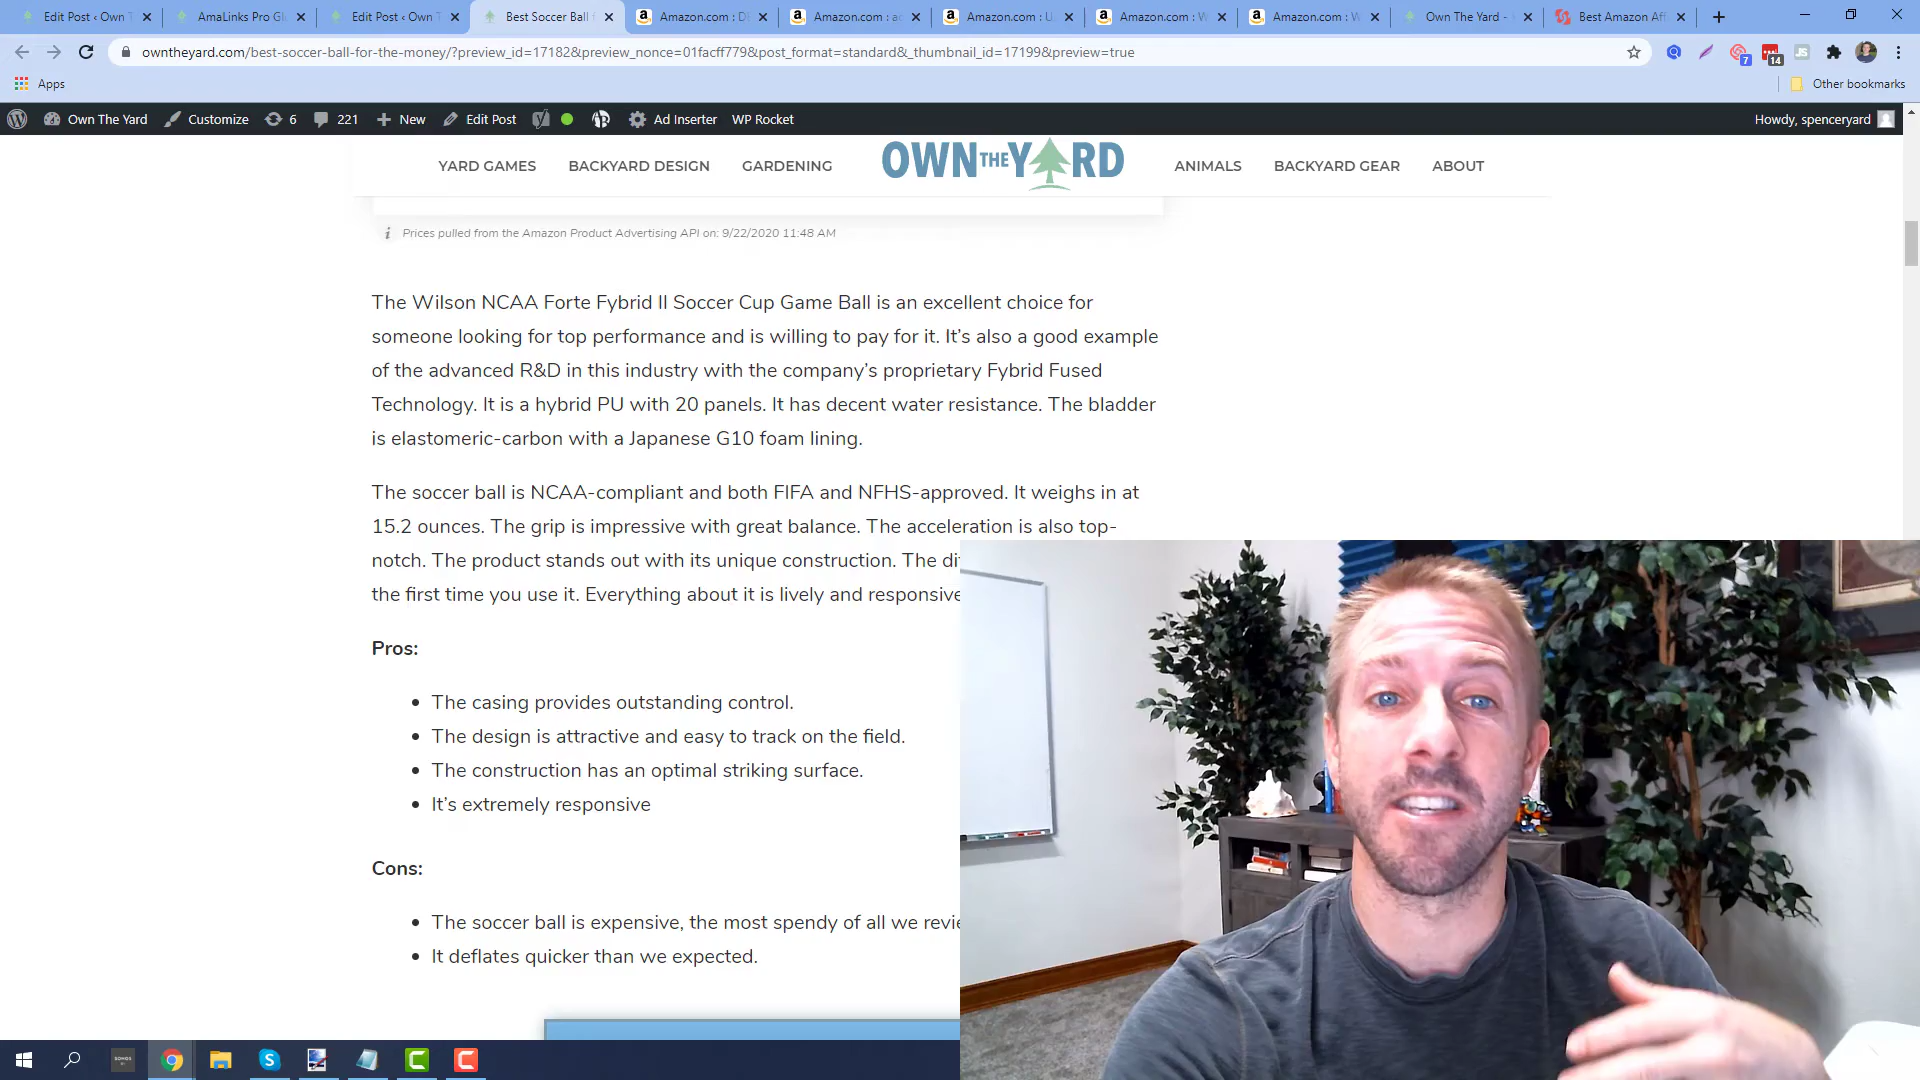 Edit Post ‹ Own T
AmaLinks Pro Gl
Edit Post ‹ Own T
Best Soccer Ball f
Amazon.com : D
Amazon.com : a
Amazon.com : U
Amazon.com : W
Amazon.com : W
Own The Yard -
Best Amazon Af
owntheyard.com/best-soccer-ball-for-the-money/?preview_id=17182&preview_nonce=01facff779&post_format=standard&_thumbnail_id=17199&preview=true
7
14
JS
Apps
Other bookmarks
Own The Yard
Customize
6
221
New
Edit Post
Ad Inserter
WP Rocket
Howdy, spenceryard
YARD GAMES
BACKYARD DESIGN
GARDENING
OWN THE YARD
ANIMALS
BACKYARD GEAR
ABOUT
Prices pulled from the Amazon Product Advertising API on: 9/22/2020 11:48 AM
The Wilson NCAA Forte Fybrid II Soccer Cup Game Ball is an excellent choice for
someone looking for top performance and is willing to pay for it. It's also a good example
of the advanced R&D in this industry with the company's proprietary Fybrid Fused
Technology. It is a hybrid PU with 20 panels. It has decent water resistance. The bladder
is elastomeric-carbon with a Japanese G10 foam lining.
The soccer ball is NCAA-compliant and both FIFA and NFHS-approved. It weighs in at
15.2 ounces. The grip is impressive with great balance. The acceleration is also top-
notch. The product stands out with its unique construction. The di
the first time you use it. Everything about it is lively and responsive
Pros:
The casing provides outstanding control.
The design is attractive and easy to track on the field.
The construction has an optimal striking surface.
It's extremely responsive
Cons:
The soccer ball is expensive, the most spendy of all we revie
It deflates quicker than we expected.
SONOS